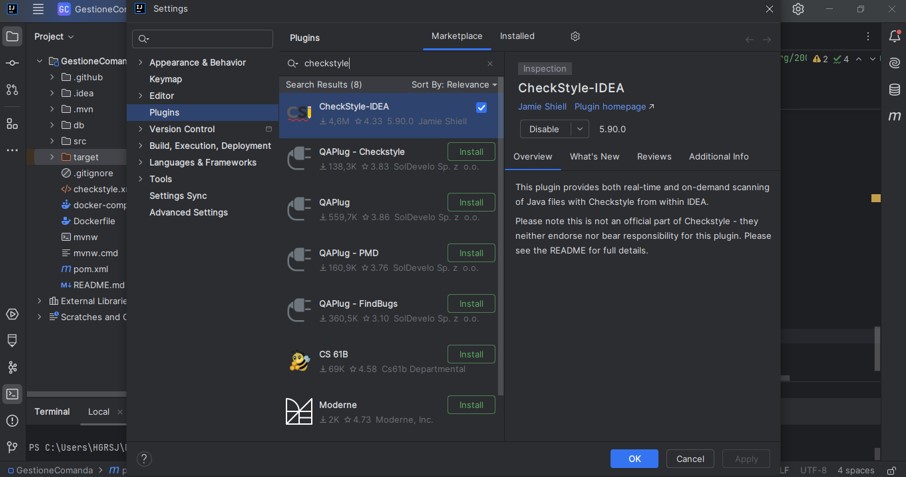 GC GestioneComan
Settings
Project
Plugins
Marketplace
Installed
GestioneComan
.github
.idea
.mvn
db
src
target
.gitignore
checkstyle.x
docker-comp
Dockerfile
mvnw
mvnw.cmd
pom.xml
README.md
External Librarie
Scratches and C
Appearance & Behavior
Keymap
Editor
Plugins
Version Control
Build, Execution, Deployment
Languages & Frameworks
Tools
Settings Sync
Advanced Settings
checkstyle
Search Results (8)
Sort By: Relevance
CheckStyle-IDEA
4,6M 4.33 5.90.0 Jamie Shiell
QAPlug - Checkstyle
Install
138,3K 3.83 SolDevelo Sp. z o.o.
QAPlug
Install
559,7K 3.86 SolDevelo Sp. z o.o.
QAPlug - PMD
Install
160,9K 3.76 SolDevelo Sp. z o.o.
QAPlug - FindBugs
Install
360,5K 3.10 SolDevelo Sp. z o.o.
CS 61B
Install
69K 4.58 Cs61b Departmental
Moderne
Install
2K 4.73 Moderne, Inc.
Inspection
CheckStyle-IDEA
Jamie Shiell Plugin homepage
Disable 5.90.0
Overview What's New Reviews Additional Info
This plugin provides both real-time and on-demand scanning
of Java files with Checkstyle from within IDEA.
Please note this is not an official part of Checkstyle - they
neither endorse nor bear responsibility for this plugin. Please
see the README for full details.
2 4
Terminal Local
PS C:\Users\HGRSJ\
? OK Cancel Apply
GestioneComanda
LF UTF-8 4 spaces